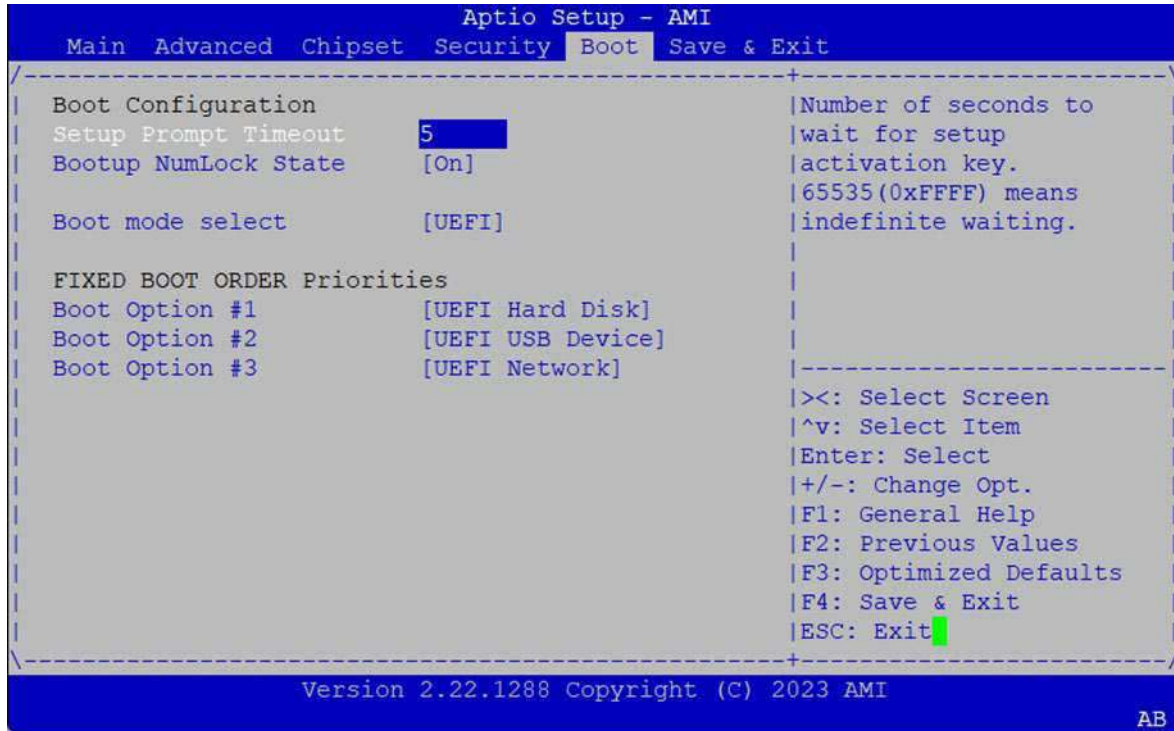 Aptio Setup - AMI
Main Advanced Chipset Security Boot Save & Exit
/----------------------------------------------------+-------------------------\
Boot Configuration |Number of seconds to
Setup Prompt Timeout 5 |wait for setup
Bootup NumLock State [On] |activation key.
|65535(0xFFFF) means
Boot mode select [UEFI] |indefinite waiting.
FIXED BOOT ORDER Priorities
Boot Option #1 [UEFI Hard Disk]
Boot Option #2 [UEFI USB Device]
Boot Option #3 [UEFI Network] |-------------------------
|><: Select Screen
|^v: Select Item
|Enter: Select
|+/-: Change Opt.
|F1: General Help
|F2: Previous Values
|F3: Optimized Defaults
|F4: Save & Exit
|ESC: Exit
\----------------------------------------------------+-------------------------/
Version 2.22.1288 Copyright (C) 2023 AMI
AB